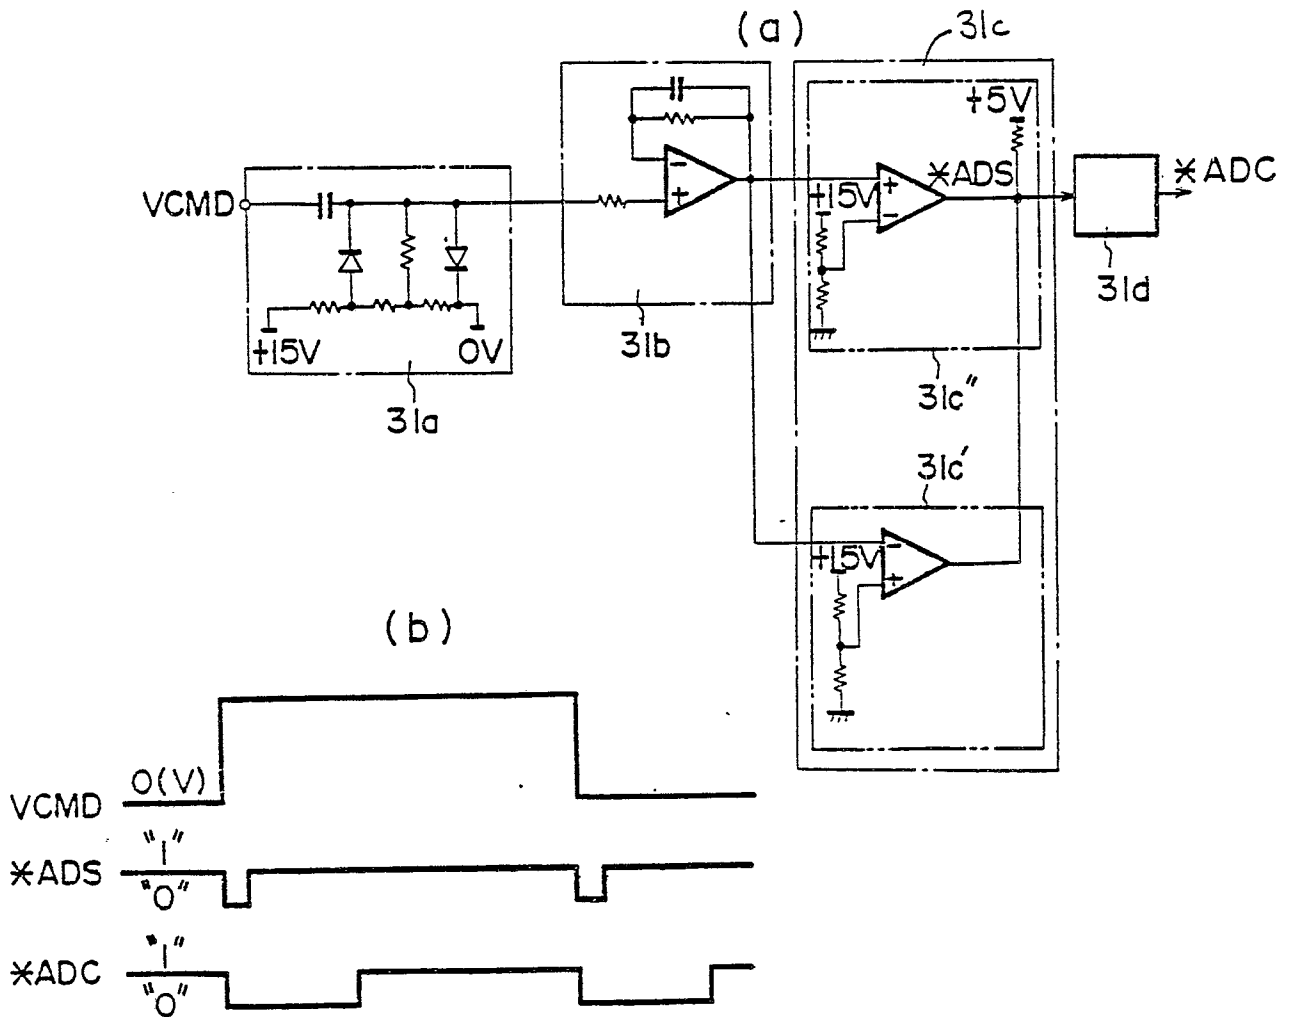 (a)
31c
+5V
VCMD
+15V
+
-
*ADS
*ADC
-
+
31d
31b
+15V
0V
31a
31c"
31c'
+15V
-
+
(b)
0(V)
VCMD
"1"
*ADS
"0"
"1"
*ADC
"0"